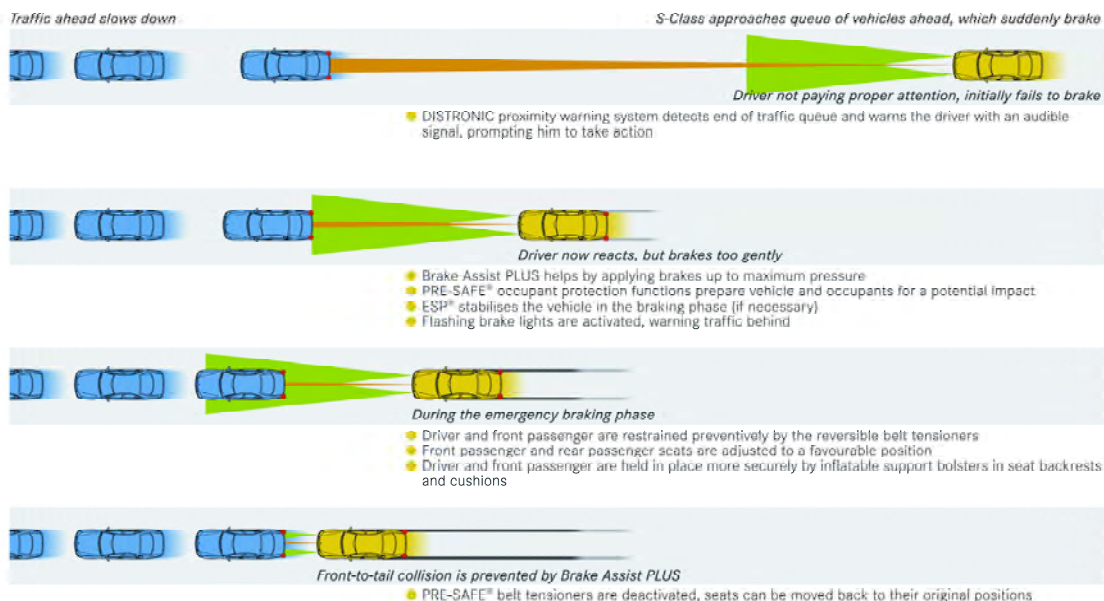 Traffic ahead slows down
S-Class approaches queue of vehicles ahead, which suddenly brake
Driver not paying proper attention, initially fails to brake
DISTRONIC proximity warning system detects end of traffic queue and warns the driver with an audible
signal, prompting him to take action
Driver now reacts, but brakes too gently
Brake Assist PLUS helps by applying brakes up to maximum pressure
PRE-SAFE® occupant protection functions prepare vehicle and occupants for a potential impact
ESP® stabilises the vehicle in the braking phase (if necessary)
Flashing brake lights are activated, warning traffic behind
During the emergency braking phase
Driver and front passenger are restrained preventively by the reversible belt tensioners
Front passenger and rear passenger seats are adjusted to a favourable position
Driver and front passenger are held in place more securely by inflatable support bolsters in seat backrests
and cushions
Front-to-tail collision is prevented by Brake Assist PLUS
PRE-SAFE® belt tensioners are deactivated, seats can be moved back to their original positions